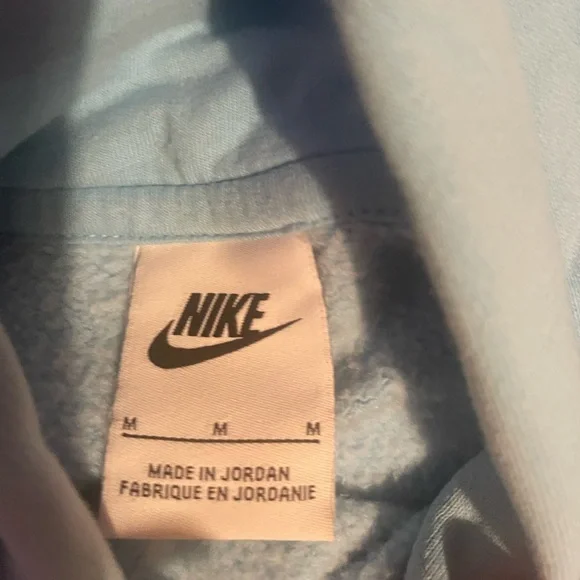 NIKE
M M M
MADE IN JORDAN
FABRIQUE EN JORDANIE